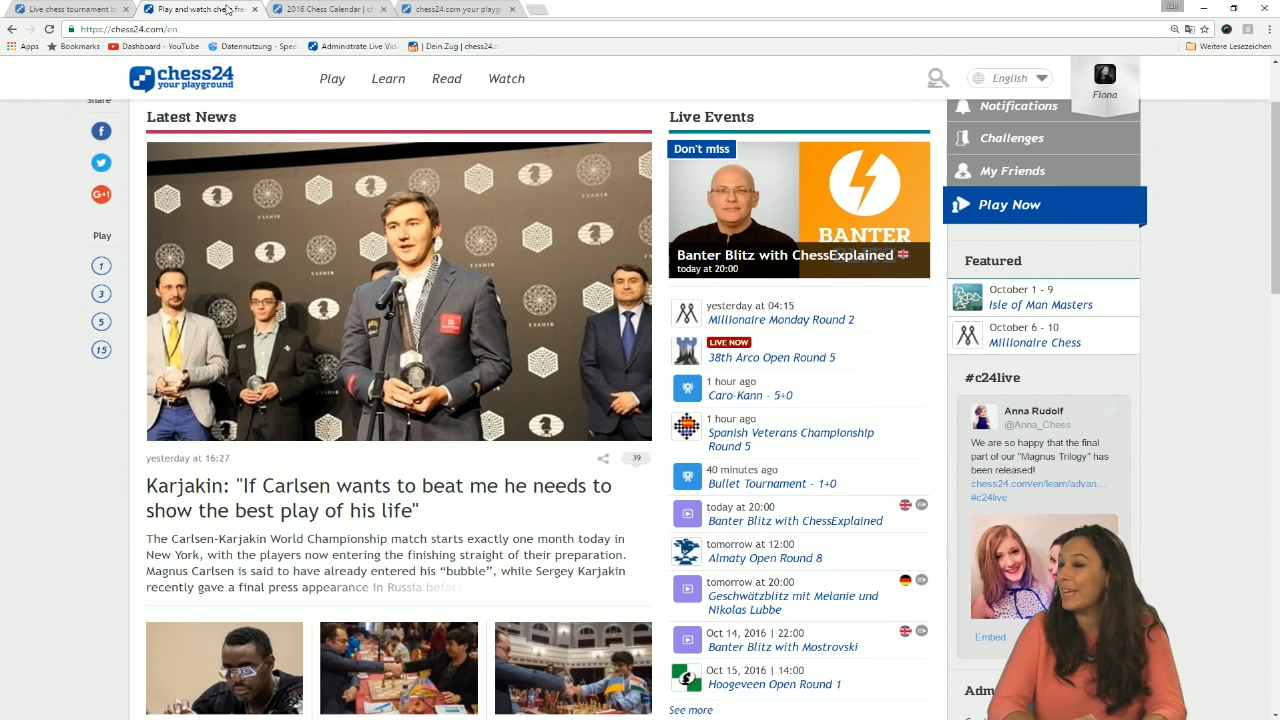 Live chess tournament b
Play and watch chess fre
2016 Chess Calendar | ch
chess24.com your playgr
https://chess24.com/en
Apps
Bookmarks
Dashboard - YouTube
Datennutzung - Spee
Administrate Live Vide
| Dein Zug | chess24.c
Weitere Lesezeichen
chess24
your playground
Play
Learn
Read
Watch
English
Fiona
Share
G+1
Play
1
3
5
15
Latest News
TASHIR
TASHIR
yesterday at 16:27
39
Karjakin: "If Carlsen wants to beat me he needs to
show the best play of his life"
The Carlsen-Karjakin World Championship match starts exactly one month today in
New York, with the players now entering the finishing straight of their preparation.
Magnus Carlsen is said to have already entered his “bubble”, while Sergey Karjakin
recently gave a final press appearance in Russia before
Live Events
Don't miss
BANTER
Banter Blitz with ChessExplained
today at 20:00
yesterday at 04:15
Millionaire Monday Round 2
LIVE NOW
38th Arco Open Round 5
1 hour ago
Caro-Kann - 5+0
1 hour ago
Spanish Veterans Championship
Round 5
40 minutes ago
Bullet Tournament - 1+0
today at 20:00
Banter Blitz with ChessExplained
tomorrow at 12:00
Almaty Open Round 8
tomorrow at 20:00
Geschwätzblitz mit Melanie und
Nikolas Lubbe
Oct 14, 2016 | 22:00
Banter Blitz with Mostrovski
Oct 15, 2016 | 14:00
Hoogeveen Open Round 1
See more
Notifications
Challenges
My Friends
Play Now
Featured
October 1 - 9
Isle of Man Masters
October 6 - 10
Millionaire Chess
#c24live
Anna Rudolf
@Anna_Chess
We are so happy that the final
part of our "Magnus Trilogy" has
been released!
chess24.com/en/learn/advan…
#c24live
Embed
Adm